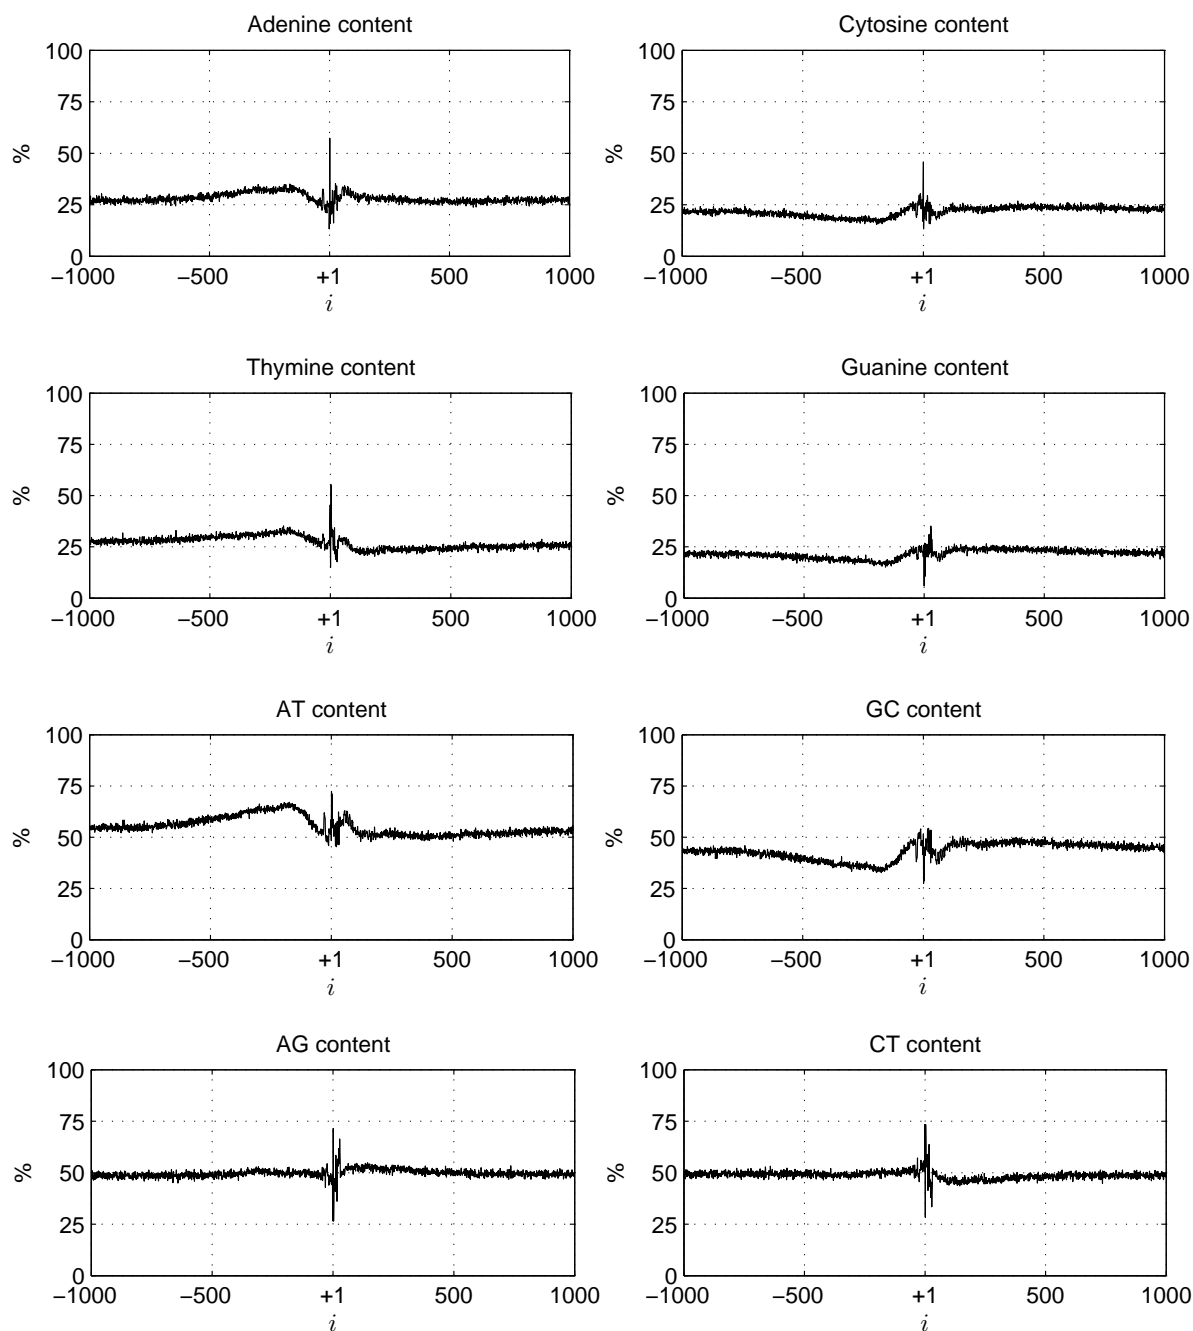 Adenine content
100
75
50
25
0
%
−1000 −500 +1 500 1000
i
Cytosine content
100
75
50
25
0
%
−1000 −500 +1 500 1000
i
Thymine content
100
75
50
25
0
%
−1000 −500 +1 500 1000
i
Guanine content
100
75
50
25
0
%
−1000 −500 +1 500 1000
i
AT content
100
75
50
25
0
%
−1000 −500 +1 500 1000
i
GC content
100
75
50
25
0
%
−1000 −500 +1 500 1000
i
AG content
100
75
50
25
0
%
−1000 −500 +1 500 1000
i
CT content
100
75
50
25
0
%
−1000 −500 +1 500 1000
i